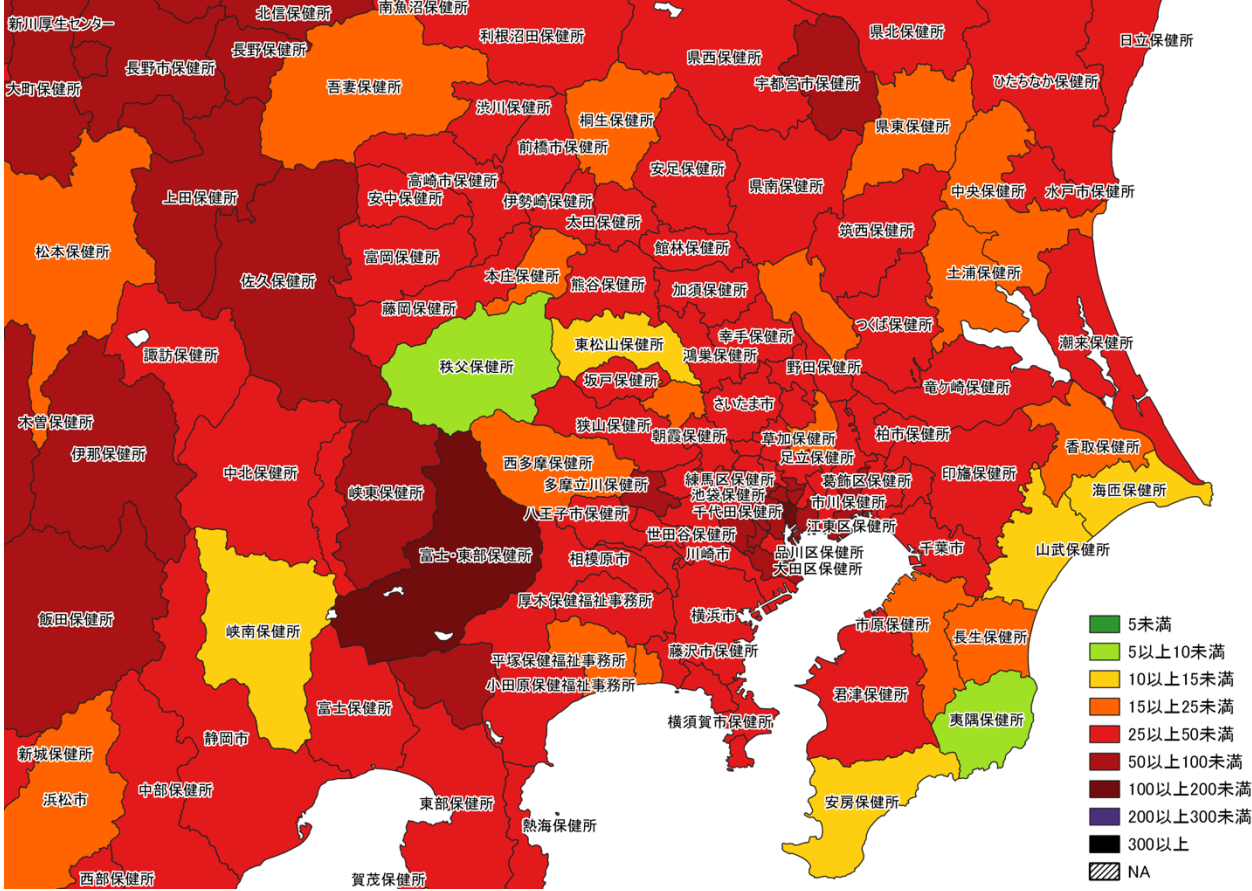 新川厚生センター
北信保健所
南魚沼保健所
利根沼田保健所
県北保健所
日立保健所
長野保健所
長野市保健所
県西保健所
大町保健所
吾妻保健所
宇都宮市保健所
ひたちなか保健所
渋川保健所
桐生保健所
県東保健所
前橋市保健所
安足保健所
高崎市保健所
県南保健所
上田保健所
安中保健所
伊勢崎保健所
中央保健所
水戸市保健所
太田保健所
筑西保健所
松本保健所
富岡保健所
館林保健所
佐久保健所
本庄保健所
熊谷保健所
加須保健所
土浦保健所
藤岡保健所
つくば保健所
幸手保健所
東松山保健所
潮来保健所
諏訪保健所
鴻巣保健所
秩父保健所
野田保健所
坂戸保健所
竜ケ崎保健所
さいたま市
木曽保健所
狭山保健所
朝霞保健所
草加保健所
柏市保健所
香取保健所
伊那保健所
足立保健所
西多摩保健所
中北保健所
印旛保健所
練馬区保健所
葛飾区保健所
多摩立川保健所
海匝保健所
峡東保健所
池袋保健所
市川保健所
千代田保健所
八王子市保健所
江東区保健所
世田谷保健所
千葉市
山武保健所
富士・東部保健所
川崎市
品川区保健所
相模原市
大田区保健所
厚木保健福祉事務所
横浜市
飯田保健所
市原保健所
峡南保健所
長生保健所
藤沢市保健所
平塚保健福祉事務所
小田原保健福祉事務所
君津保健所
富士保健所
横須賀市保健所
夷隅保健所
静岡市
新城保健所
中部保健所
浜松市
東部保健所
安房保健所
熱海保健所
西部保健所
賀茂保健所
5未満
5以上10未満
10以上15未満
15以上25未満
25以上50未満
50以上100未満
100以上200未満
200以上300未満
300以上
NA